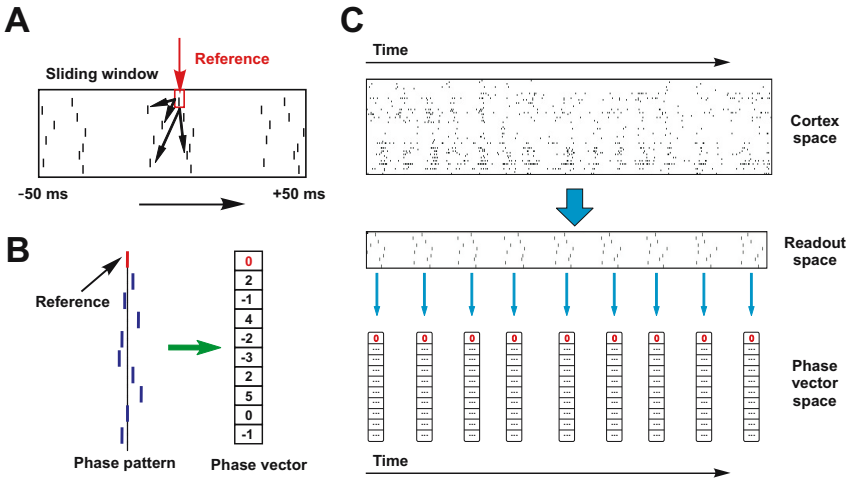 A
Reference
Sliding window
-50 ms
+50 ms
B
Reference
0
2
-1
4
-2
-3
2
5
0
-1
Phase pattern
Phase vector
C
Time
Cortex
space
Readout
space
0 0 0 0 0 0 0 0 0
--- --- --- --- --- --- --- --- ---
--- --- --- --- --- --- --- --- ---
--- --- --- --- --- --- --- --- ---
--- --- --- --- --- --- --- --- ---
--- --- --- --- --- --- --- --- ---
--- --- --- --- --- --- --- --- ---
--- --- --- --- --- --- --- --- ---
--- --- --- --- --- --- --- --- ---
--- --- --- --- --- --- --- --- ---
Phase
vector
space
Time